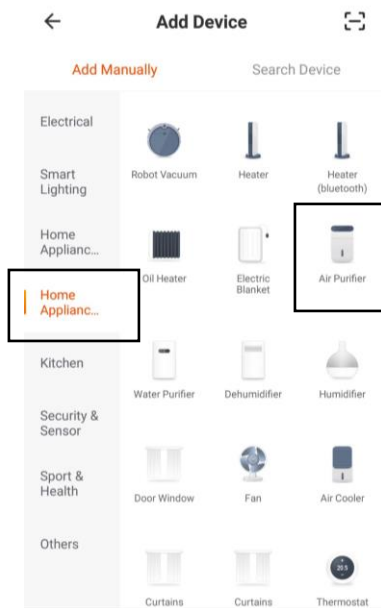 Add Device
Add Manually
Search Device
Electrical
Smart
Lighting
Home
Applianc...
Home
Applianc...
Kitchen
Security &
Sensor
Sport &
Health
Others
Robot Vacuum
Heater
Heater
(bluetooth)
Oil Heater
Electric
Blanket
Air Purifier
Water Purifier
Dehumidifier
Humidifier
Door Window
Fan
Air Cooler
Curtains
Curtains
20.5
Thermostat